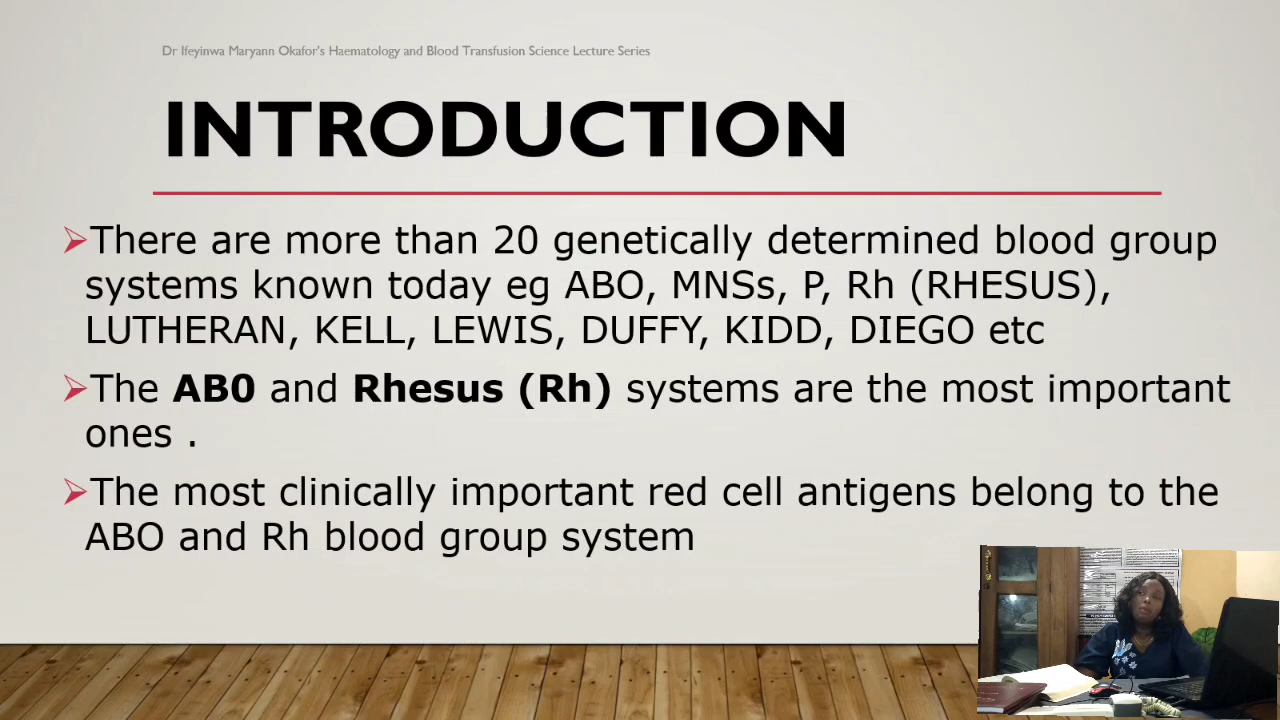 Dr Ifeyinwa Maryann Okafor's Haematology and Blood Transfusion Science Lecture Series
INTRODUCTION
There are more than 20 genetically determined blood group
systems known today eg ABO, MNSs, P, Rh (RHESUS),
LUTHERAN, KELL, LEWIS, DUFFY, KIDD, DIEGO etc
The AB0 and Rhesus (Rh) systems are the most important
ones .
The most clinically important red cell antigens belong to the
ABO and Rh blood group system